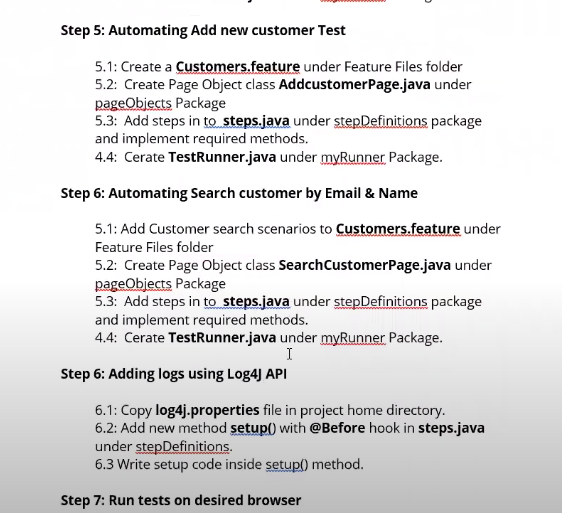 Step 5: Automating Add new customer Test
5.1: Create a Customers.feature under Feature Files folder
5.2:  Create Page Object class AddcustomerPage.java under
pageObjects Package
5.3:  Add steps in to  steps.java under stepDefinitions package
and implement required methods.
4.4:  Cerate TestRunner.java under myRunner Package.
Step 6: Automating Search customer by Email & Name
5.1: Add Customer search scenarios to Customers.feature under
Feature Files folder
5.2:  Create Page Object class SearchCustomerPage.java under
pageObjects Package
5.3:  Add steps in to  steps.java under stepDefinitions package
and implement required methods.
4.4:  Cerate TestRunner.java under myRunner Package.
Step 6: Adding logs using Log4J API
6.1: Copy log4j.properties file in project home directory.
6.2: Add new method setup() with @Before hook in steps.java
under stepDefinitions.
6.3 Write setup code inside setup() method.
Step 7: Run tests on desired browser